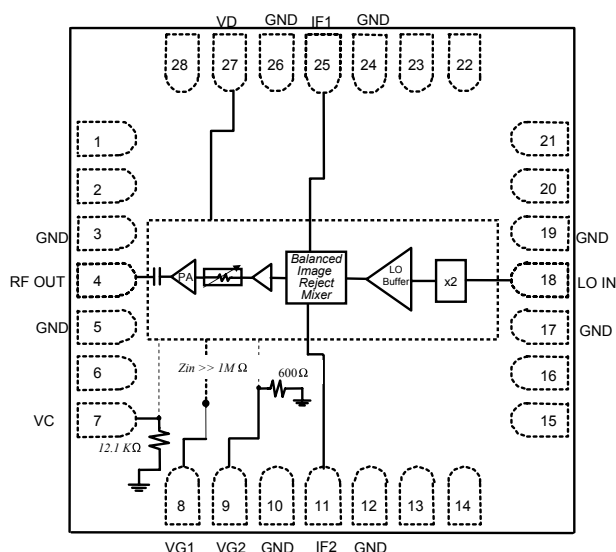 VD GND IF1 GND
28 27 26 25 24 23 22
1 21
2 20
GND 3 19 GND
RF OUT 4 PA Balanced Image Reject Mixer LO Buffer x2 18 LO IN
GND 5 17 GND
6 16
Zin >> 1M Ω 600Ω
VC 7 15
12.1 KΩ
8 9 10 11 12 13 14
VG1 VG2 GND IF2 GND